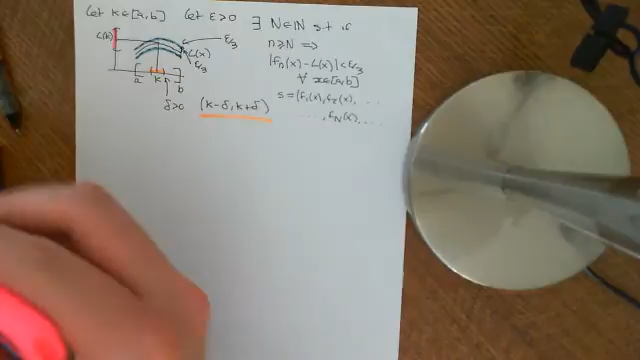 Let K∈[a,b] Let ε>0 ∃ N∈ℕ s.t if
n≥N ⟹
|fn(x)-L(x)|<ε/3
∀ x∈[a,b]
S=(f1(x),f2(x), ....
....,fN(x),....
L(K)
ε/3
L(x)
ε/3
a K b
δ>0 (K-δ,K+δ)